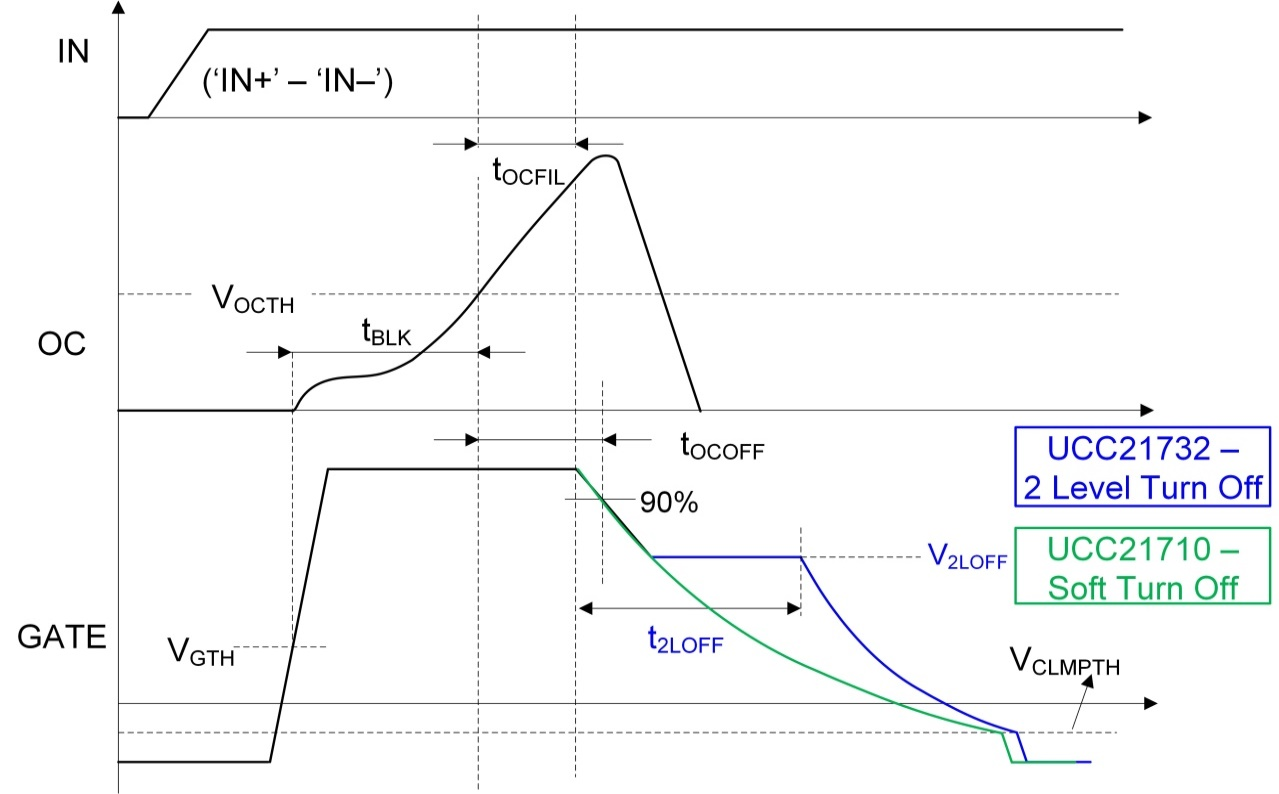 IN
(‘IN+’ – ‘IN–’)
tOCFIL
VOCTH
tBLK
OC
tOCOFF
UCC21732 –
2 Level Turn Off
90%
V2LOFF
UCC21710 –
Soft Turn Off
GATE
t2LOFF
VGTH
VCLMPTH